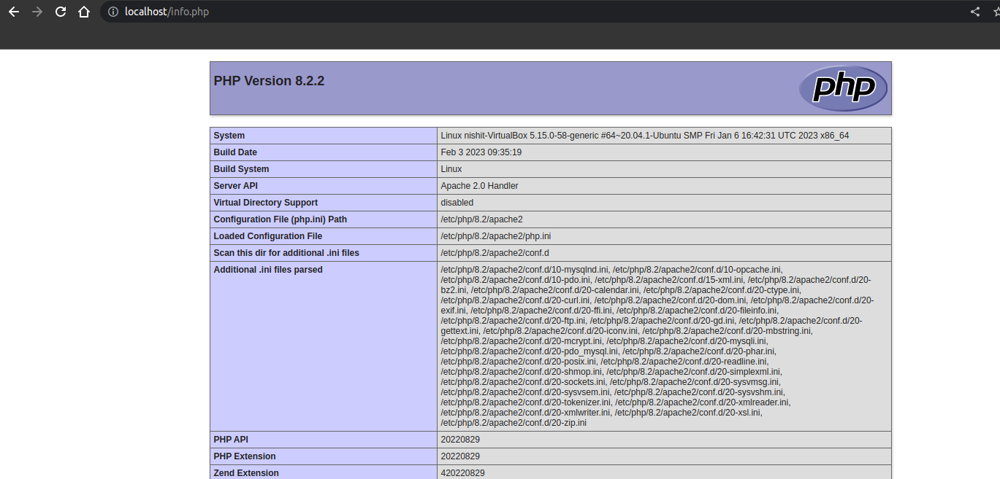 localhost/info.php
PHP Version 8.2.2
php
System Linux nishit-VirtualBox 5.15.0-58-generic #64~20.04.1-Ubuntu SMP Fri Jan 6 16:42:31 UTC 2023 x86_64
Build Date Feb 3 2023 09:35:19
Build System Linux
Server API Apache 2.0 Handler
Virtual Directory Support disabled
Configuration File (php.ini) Path /etc/php/8.2/apache2
Loaded Configuration File /etc/php/8.2/apache2/php.ini
Scan this dir for additional .ini files /etc/php/8.2/apache2/conf.d
Additional .ini files parsed /etc/php/8.2/apache2/conf.d/10-mysqlnd.ini, /etc/php/8.2/apache2/conf.d/10-opcache.ini,
/etc/php/8.2/apache2/conf.d/10-pdo.ini, /etc/php/8.2/apache2/conf.d/15-xml.ini, /etc/php/8.2/apache2/conf.d/20-
bz2.ini, /etc/php/8.2/apache2/conf.d/20-calendar.ini, /etc/php/8.2/apache2/conf.d/20-ctype.ini,
/etc/php/8.2/apache2/conf.d/20-curl.ini, /etc/php/8.2/apache2/conf.d/20-dom.ini, /etc/php/8.2/apache2/conf.d/20-
exif.ini, /etc/php/8.2/apache2/conf.d/20-ffi.ini, /etc/php/8.2/apache2/conf.d/20-fileinfo.ini,
/etc/php/8.2/apache2/conf.d/20-ftp.ini, /etc/php/8.2/apache2/conf.d/20-gd.ini, /etc/php/8.2/apache2/conf.d/20-
gettext.ini, /etc/php/8.2/apache2/conf.d/20-iconv.ini, /etc/php/8.2/apache2/conf.d/20-mbstring.ini,
/etc/php/8.2/apache2/conf.d/20-mcrypt.ini, /etc/php/8.2/apache2/conf.d/20-mysqli.ini,
/etc/php/8.2/apache2/conf.d/20-pdo_mysql.ini, /etc/php/8.2/apache2/conf.d/20-phar.ini,
/etc/php/8.2/apache2/conf.d/20-posix.ini, /etc/php/8.2/apache2/conf.d/20-readline.ini,
/etc/php/8.2/apache2/conf.d/20-shmop.ini, /etc/php/8.2/apache2/conf.d/20-simplexml.ini,
/etc/php/8.2/apache2/conf.d/20-sockets.ini, /etc/php/8.2/apache2/conf.d/20-sysvmsg.ini,
/etc/php/8.2/apache2/conf.d/20-sysvsem.ini, /etc/php/8.2/apache2/conf.d/20-sysvshm.ini,
/etc/php/8.2/apache2/conf.d/20-tokenizer.ini, /etc/php/8.2/apache2/conf.d/20-xmlreader.ini,
/etc/php/8.2/apache2/conf.d/20-xmlwriter.ini, /etc/php/8.2/apache2/conf.d/20-xsl.ini,
/etc/php/8.2/apache2/conf.d/20-zip.ini
PHP API 20220829
PHP Extension 20220829
Zend Extension 420220829